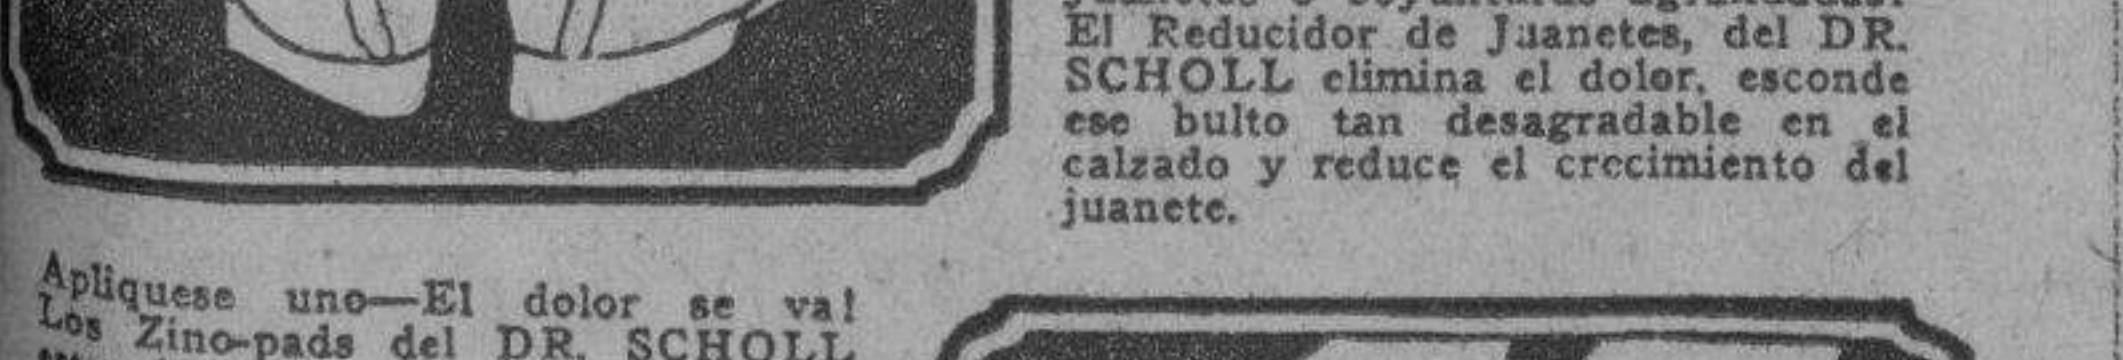 El Reducidor de Juanetes, del DR.
SCHOLL elimina el dolor, esconde
ese bulto tan desagradable en el
calzado y reduce el crecimiento del
juanete.
Apliquese uno—El dolor se va!
Los Zino-pads del DR. SCHOLL